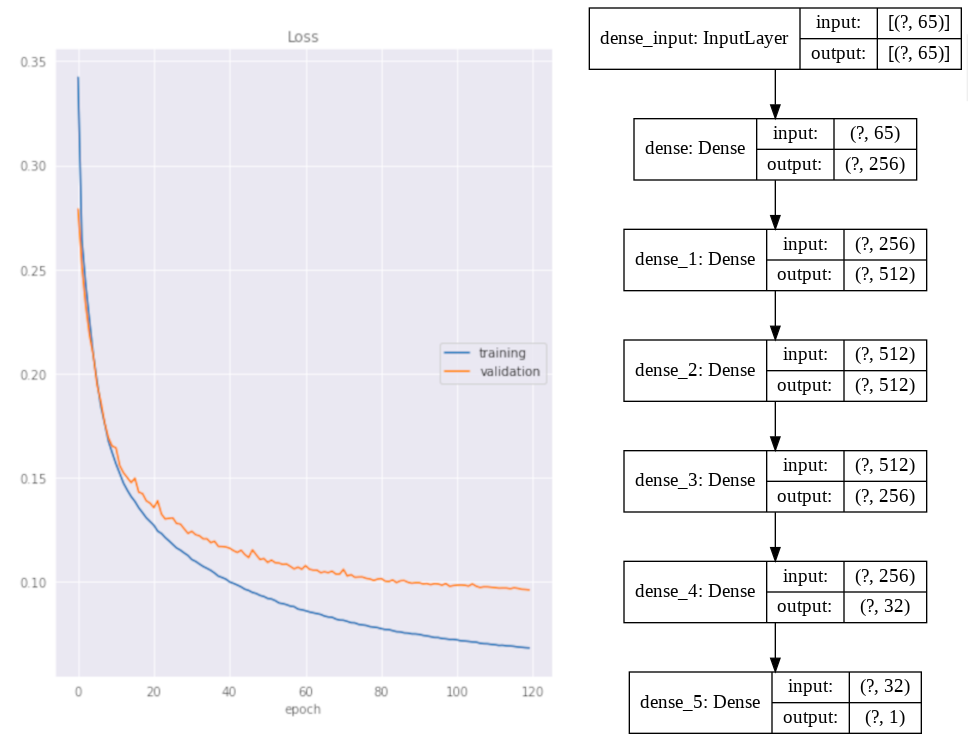 Loss
0.35
0.30
0.25
0.20
0.15
0.10
training
validation
0 20 40 60 80 100 120
epoch
dense_input: InputLayer input: [(?, 65)]
output: [(?, 65)]
dense: Dense input: (?, 65)
output: (?, 256)
dense_1: Dense input: (?, 256)
output: (?, 512)
dense_2: Dense input: (?, 512)
output: (?, 512)
dense_3: Dense input: (?, 512)
output: (?, 256)
dense_4: Dense input: (?, 256)
output: (?, 32)
dense_5: Dense input: (?, 32)
output: (?, 1)